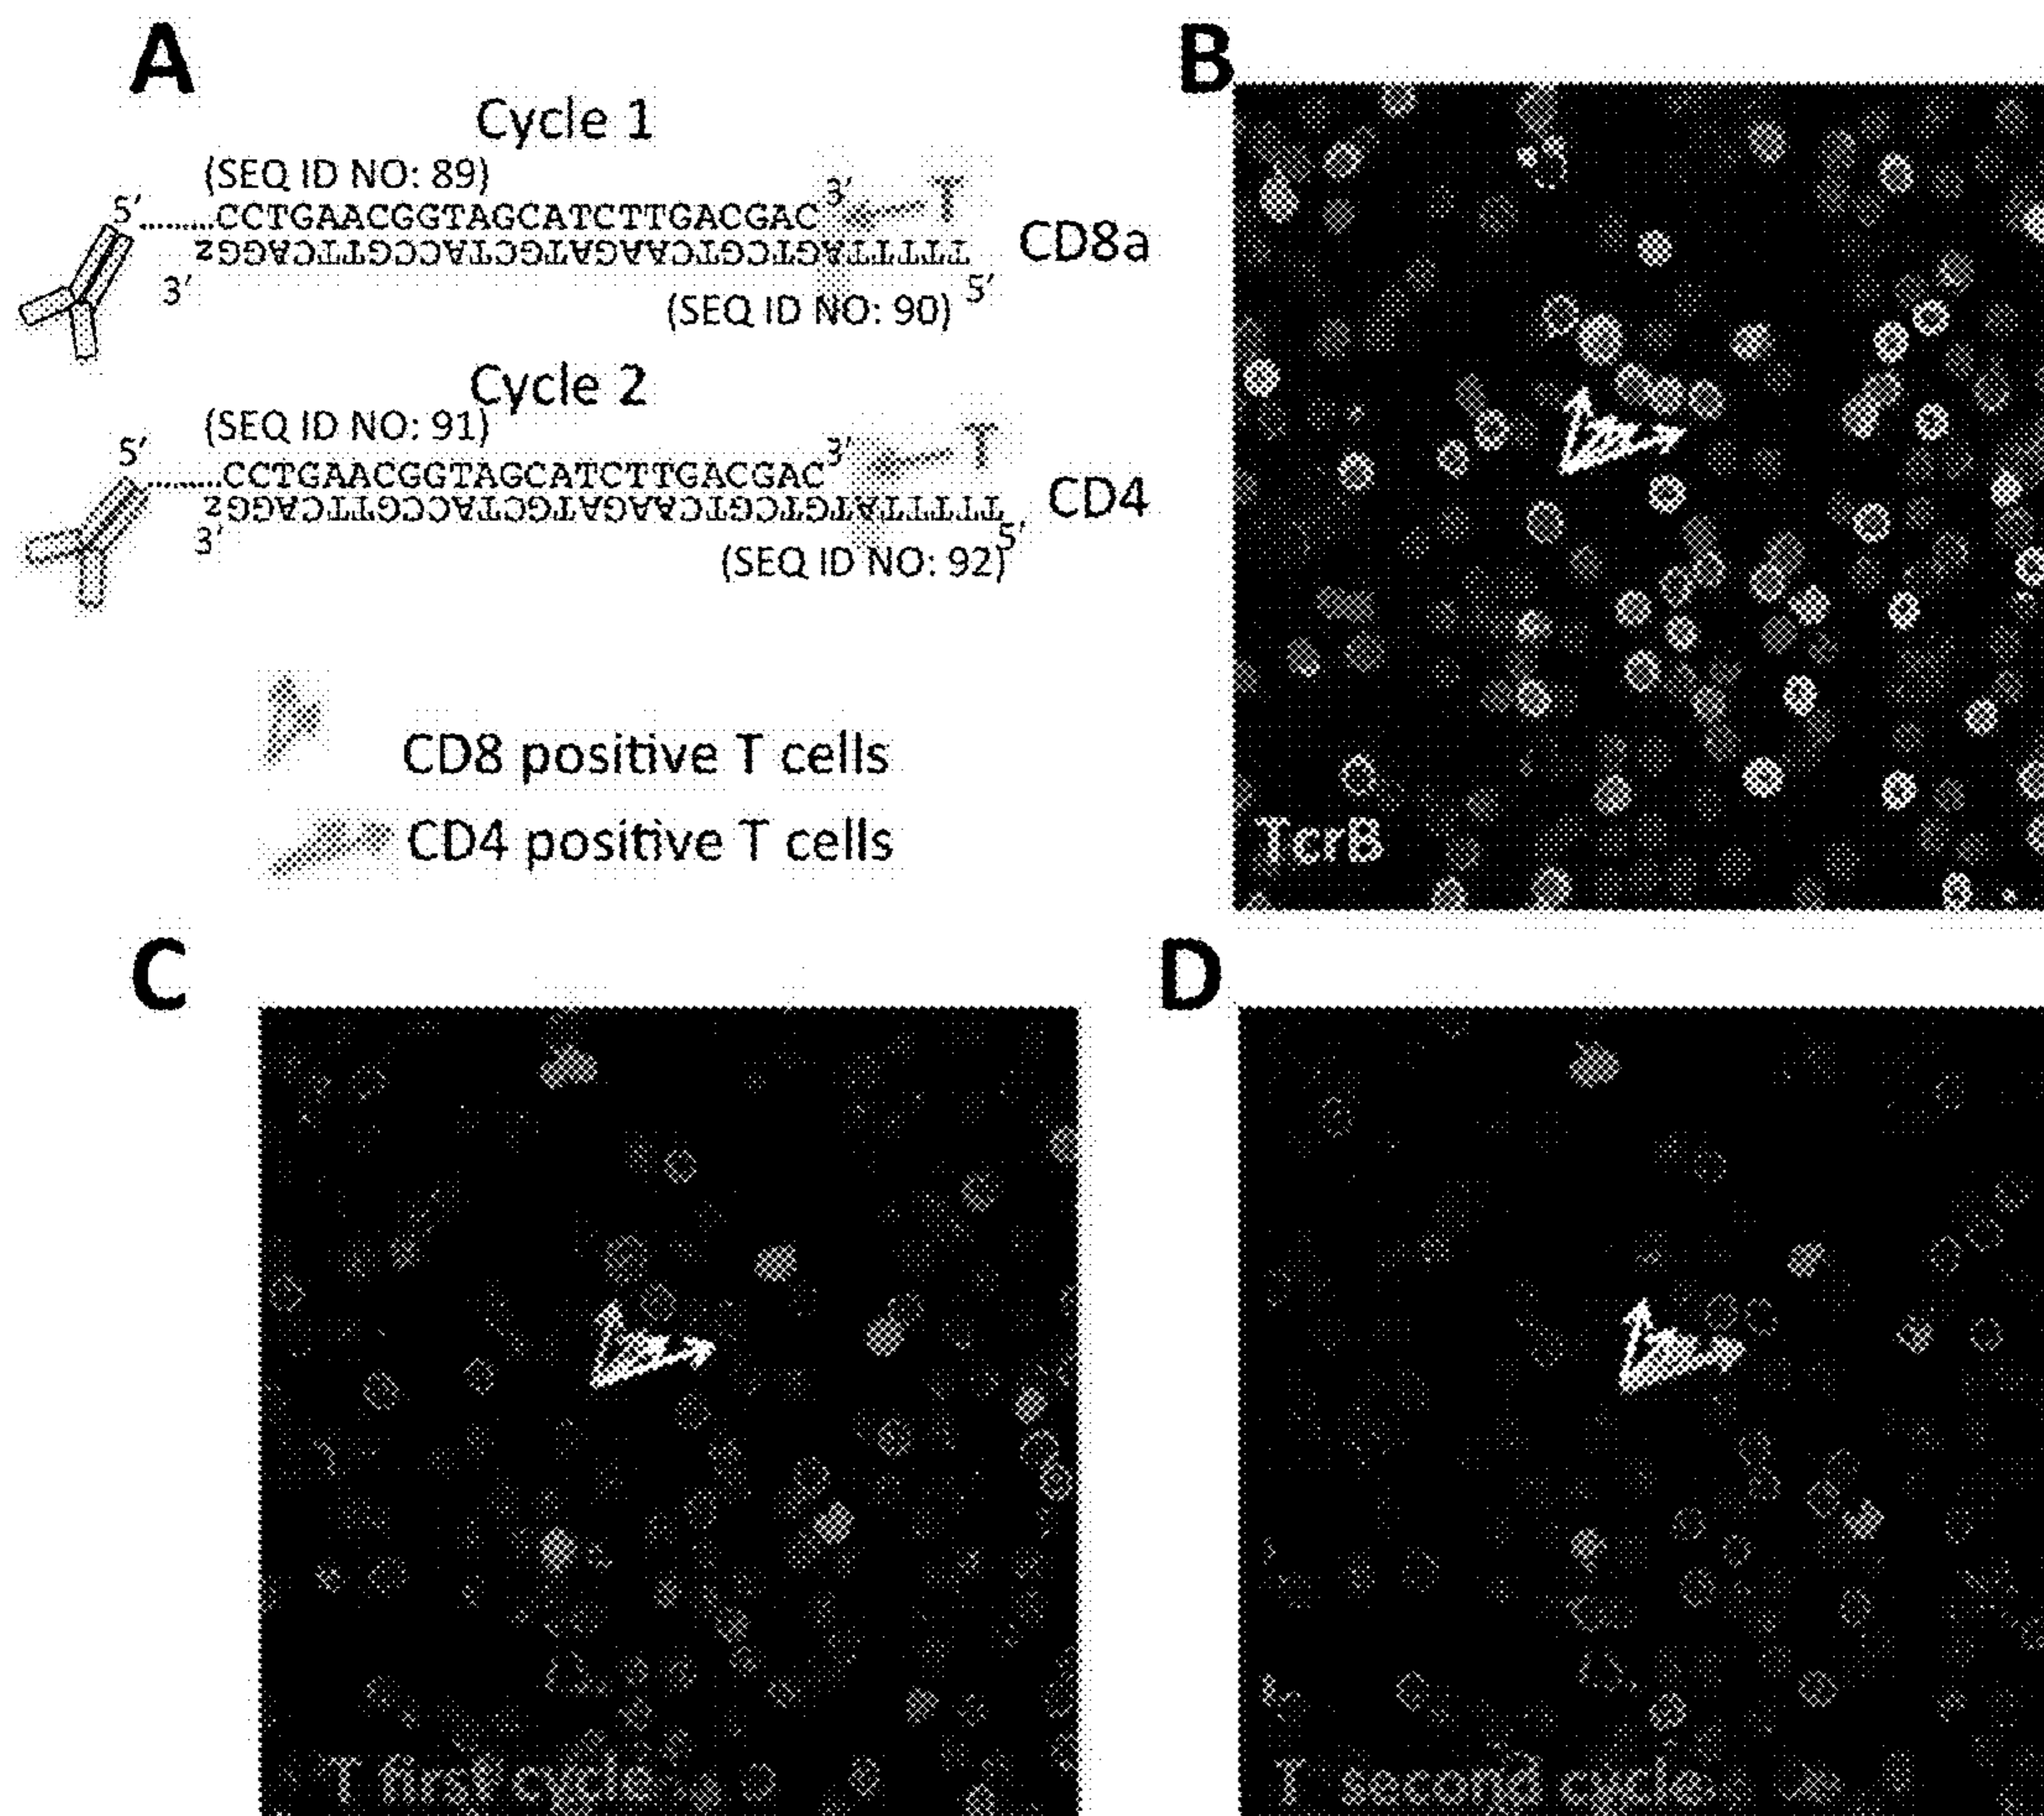 A
Cycle 1
(SEQ ID NO: 89)
5' ........CCTGAACGGTAGCATCTTGACGAC 3' T
CD8a
3' 5'
(SEQ ID NO: 90)
Cycle 2
(SEQ ID NO: 91)
5' ........CCTGAACGGTAGCATCTTGACGAC 3' T
CD4
3' 5'
(SEQ ID NO: 92)
CD8 positive T cells
CD4 positive T cells
B
TcrB
C
T first cycle
D
T second cycle